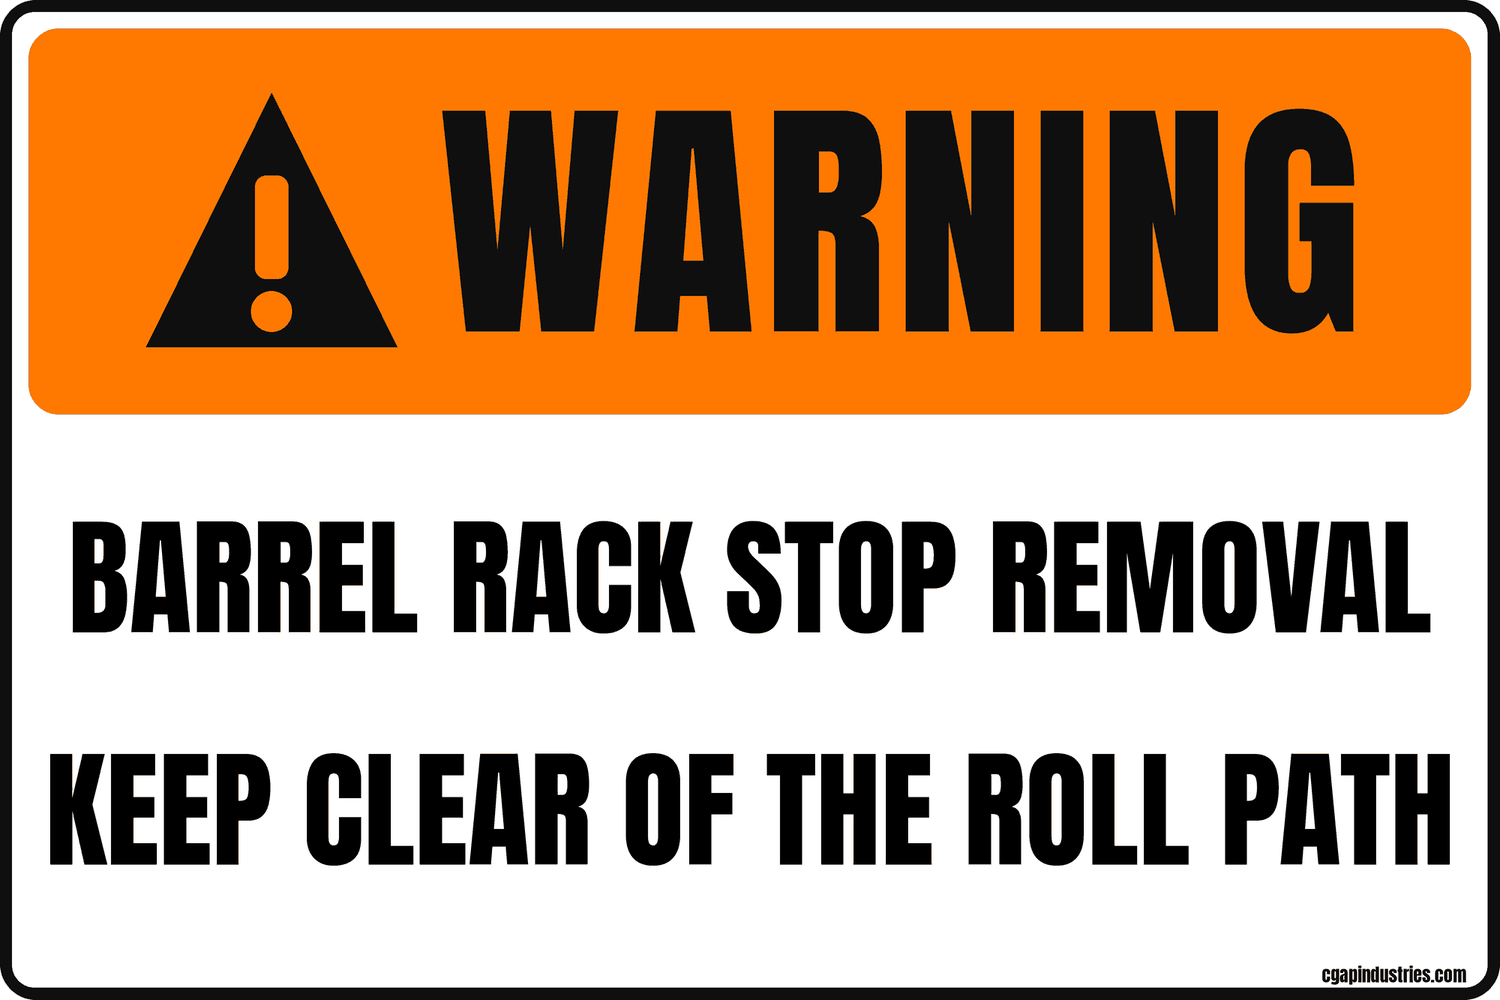 WARNING
BARREL RACK STOP REMOVAL
KEEP CLEAR OF THE ROLL PATH
cgapindustries.com